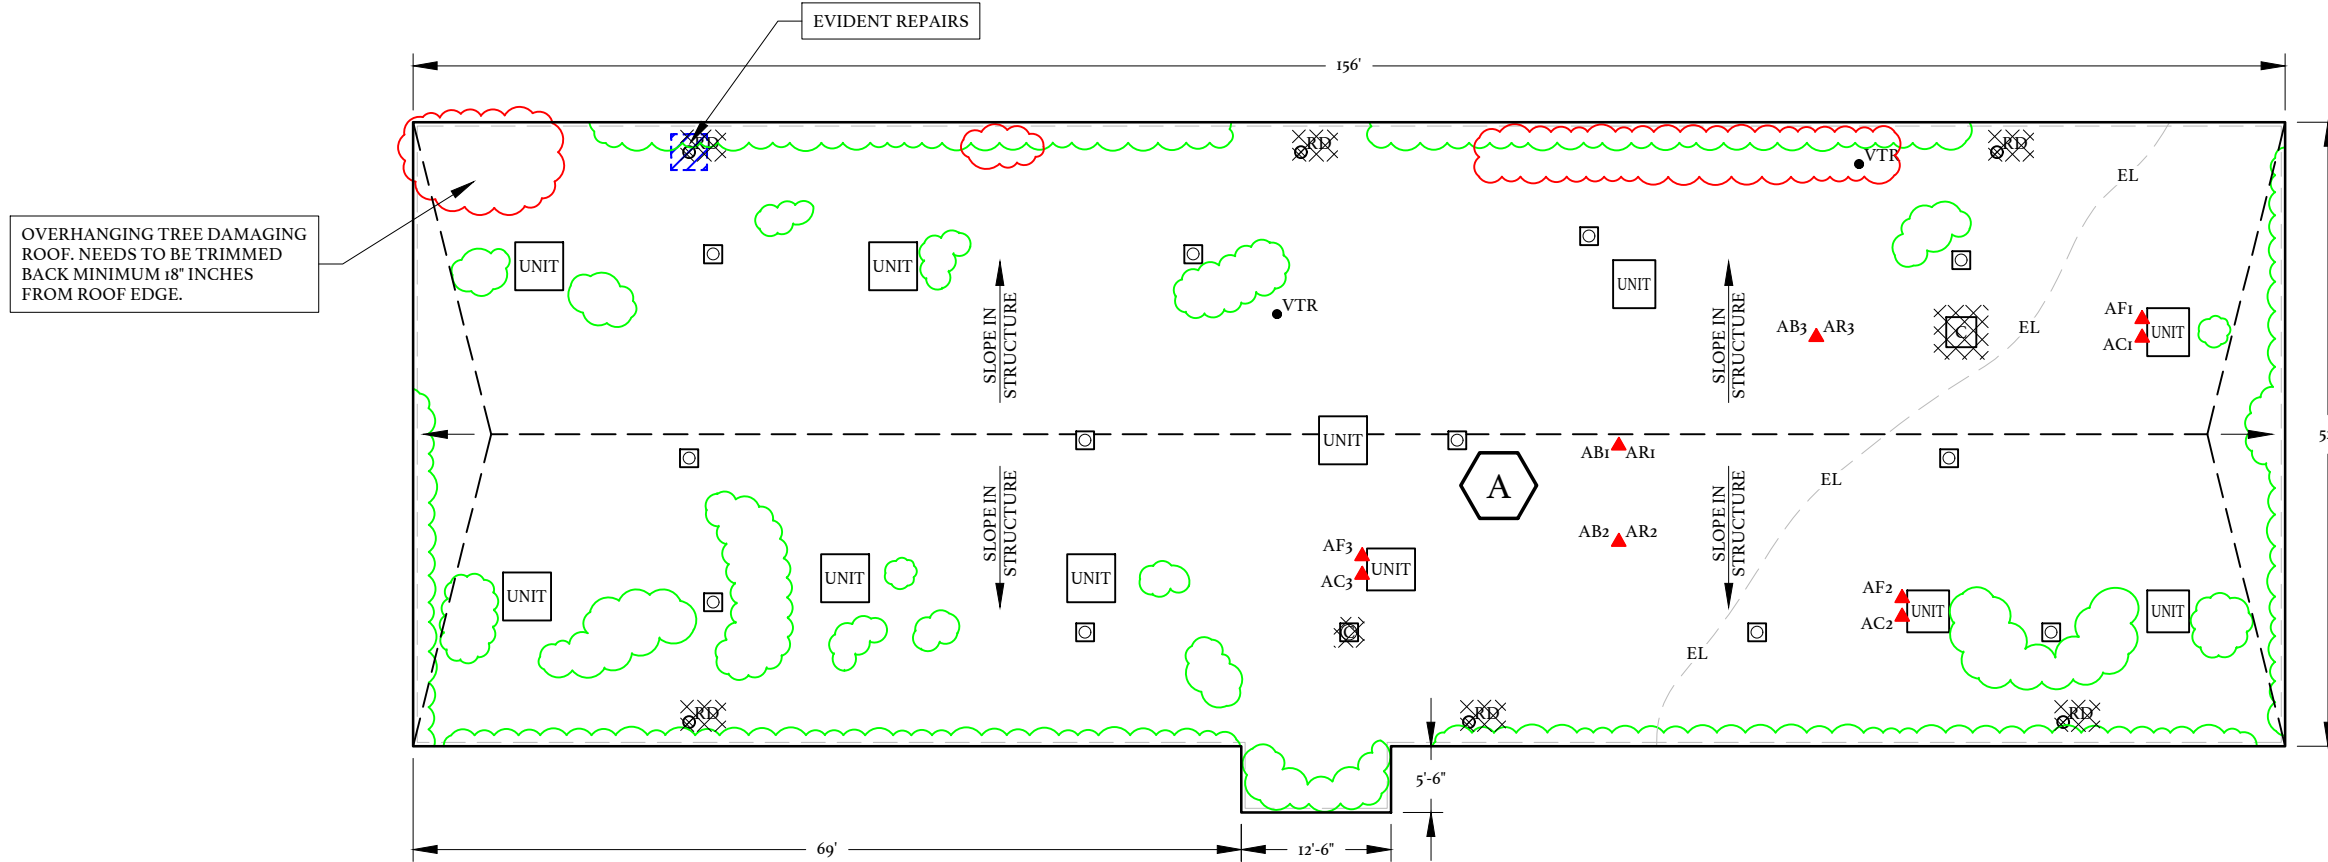 EVIDENT REPAIRS
156'
RD
RD
RD
VTR
EL
OVERHANGING TREE DAMAGING
ROOF. NEEDS TO BE TRIMMED
BACK MINIMUM 18" INCHES
FROM ROOF EDGE.
UNIT
UNIT
UNIT
VTR
SLOPE IN
STRUCTURE
SLOPE IN
STRUCTURE
AB3 AR3
C
EL
AF1
AC1
UNIT
UNIT
AB1 AR1
A
EL
SLOPE IN
STRUCTURE
SLOPE IN
STRUCTURE
AB2 AR2
AF3
AC3
UNIT
UNIT
UNIT
UNIT
AF2
AC2
UNIT
UNIT
C
EL
RD
RD
RD
5'-6"
69'
12'-6"